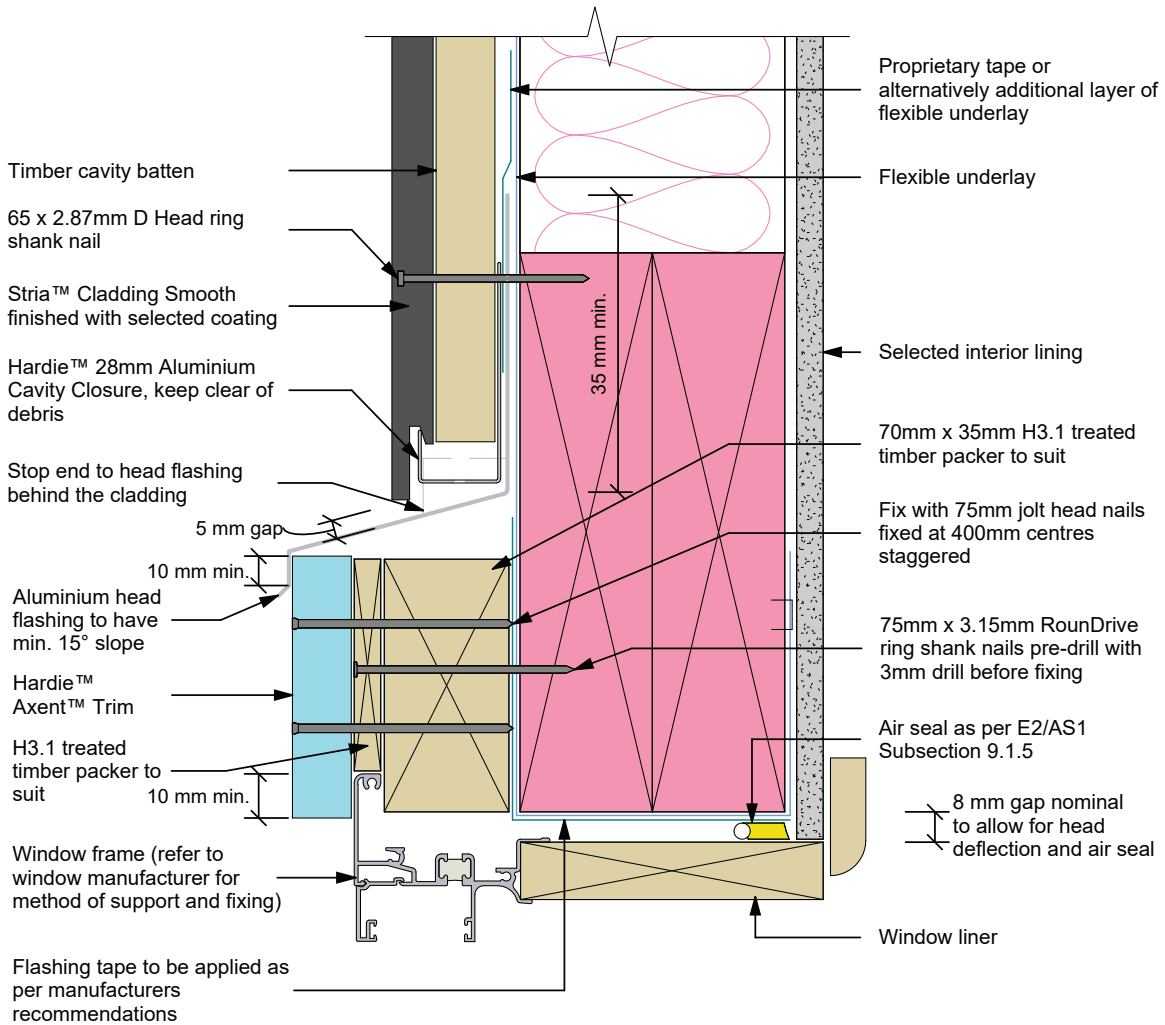 Timber cavity batten
65 x 2.87mm D Head ring
shank nail
Stria™ Cladding Smooth
finished with selected coating
Hardie™ 28mm Aluminium
Cavity Closure, keep clear of
debris
Stop end to head flashing
behind the cladding
5 mm gap
10 mm min.
Aluminium head
flashing to have
min. 15° slope
Hardie™
Axent™ Trim
H3.1 treated
timber packer to
suit
10 mm min.
Window frame (refer to
window manufacturer for
method of support and fixing)
Flashing tape to be applied as
per manufacturers
recommendations
35 mm min.
Proprietary tape or
alternatively additional layer of
flexible underlay
Flexible underlay
Selected interior lining
70mm x 35mm H3.1 treated
timber packer to suit
Fix with 75mm jolt head nails
fixed at 400mm centres
staggered
75mm x 3.15mm RounDrive
ring shank nails pre-drill with
3mm drill before fixing
Air seal as per E2/AS1
Subsection 9.1.5
8 mm gap nominal
to allow for head
deflection and air seal
Window liner